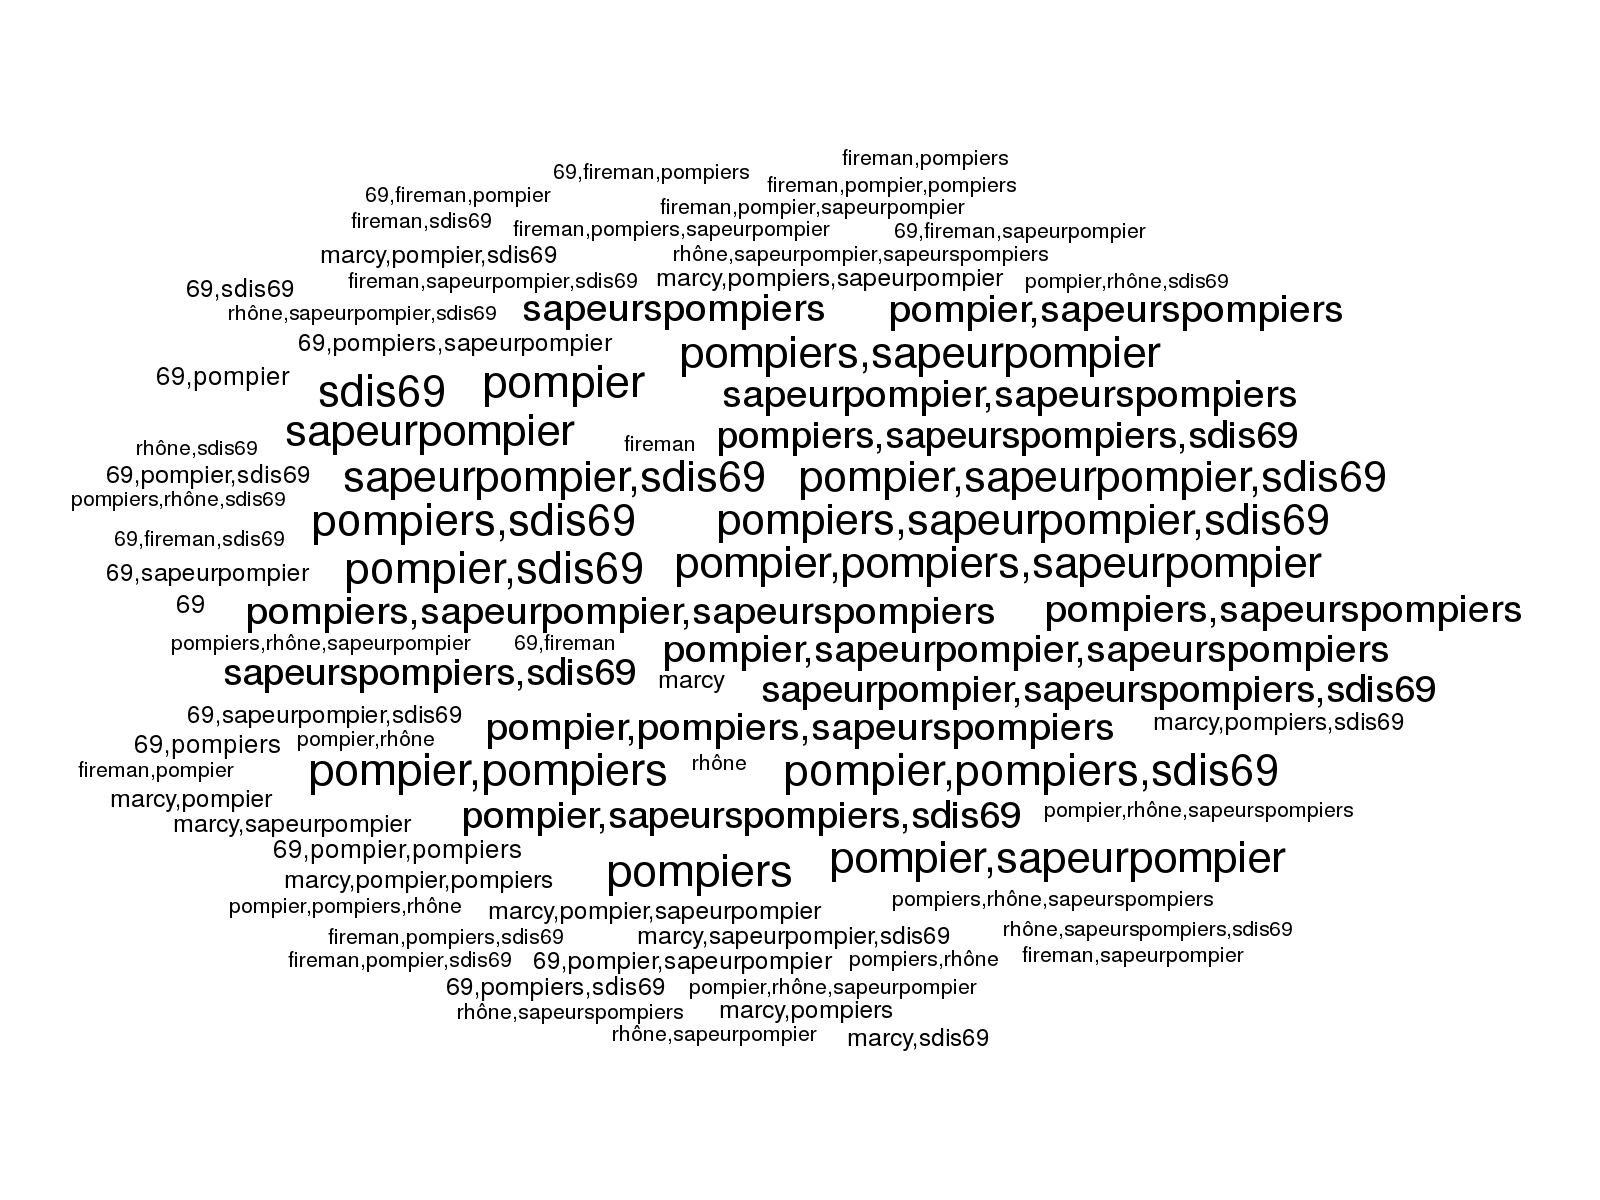 fireman,pompiers
69,fireman,pompiers
fireman,pompier,pompiers
69,fireman,pompier
fireman,pompier,sapeurpompier
fireman,sdis69
fireman,pompiers,sapeurpompier
69,fireman,sapeurpompier
marcy,pompier,sdis69
rhône,sapeurpompier,sapeurspompiers
fireman,sapeurpompier,sdis69
marcy,pompiers,sapeurpompier
pompier,rhône,sdis69
69,sdis69
rhône,sapeurpompier,sdis69
sapeurspompiers
pompier,sapeurspompiers
69,pompiers,sapeurpompier
pompiers,sapeurpompier
69,pompier
sdis69
pompier
sapeurpompier,sapeurspompiers
sapeurpompier
fireman
pompiers,sapeurspompiers,sdis69
rhône,sdis69
69,pompier,sdis69
sapeurpompier,sdis69
pompier,sapeurpompier,sdis69
pompiers,rhône,sdis69
pompiers,sdis69
pompiers,sapeurpompier,sdis69
69,fireman,sdis69
69,sapeurpompier
pompier,sdis69
pompier,pompiers,sapeurpompier
69
pompiers,sapeurpompier,sapeurspompiers
pompiers,sapeurspompiers
pompiers,rhône,sapeurpompier
69,fireman
pompier,sapeurpompier,sapeurspompiers
sapeurspompiers,sdis69
marcy
sapeurpompier,sapeurspompiers,sdis69
69,sapeurpompier,sdis69
pompier,pompiers,sapeurspompiers
marcy,pompiers,sdis69
69,pompiers
pompier,rhône
fireman,pompier
pompier,pompiers
rhône
pompier,pompiers,sdis69
marcy,pompier
marcy,sapeurpompier
pompier,sapeurspompiers,sdis69
pompier,rhône,sapeurspompiers
69,pompier,pompiers
pompiers
pompier,sapeurpompier
marcy,pompier,pompiers
pompier,pompiers,rhône
marcy,pompier,sapeurpompier
pompiers,rhône,sapeurspompiers
fireman,pompiers,sdis69
marcy,sapeurpompier,sdis69
rhône,sapeurspompiers,sdis69
fireman,pompier,sdis69
69,pompier,sapeurpompier
pompiers,rhône
fireman,sapeurpompier
69,pompiers,sdis69
pompier,rhône,sapeurpompier
rhône,sapeurspompiers
marcy,pompiers
rhône,sapeurpompier
marcy,sdis69